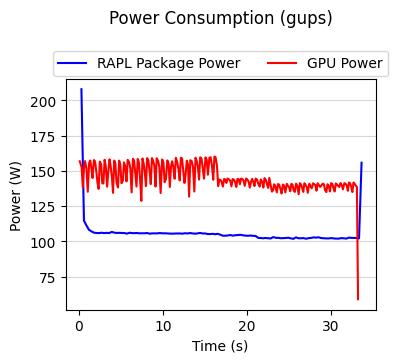 Power Consumption (gups)
RAPL Package Power GPU Power
Power (W)
200
175
150
125
100
75
0 10 20 30
Time (s)